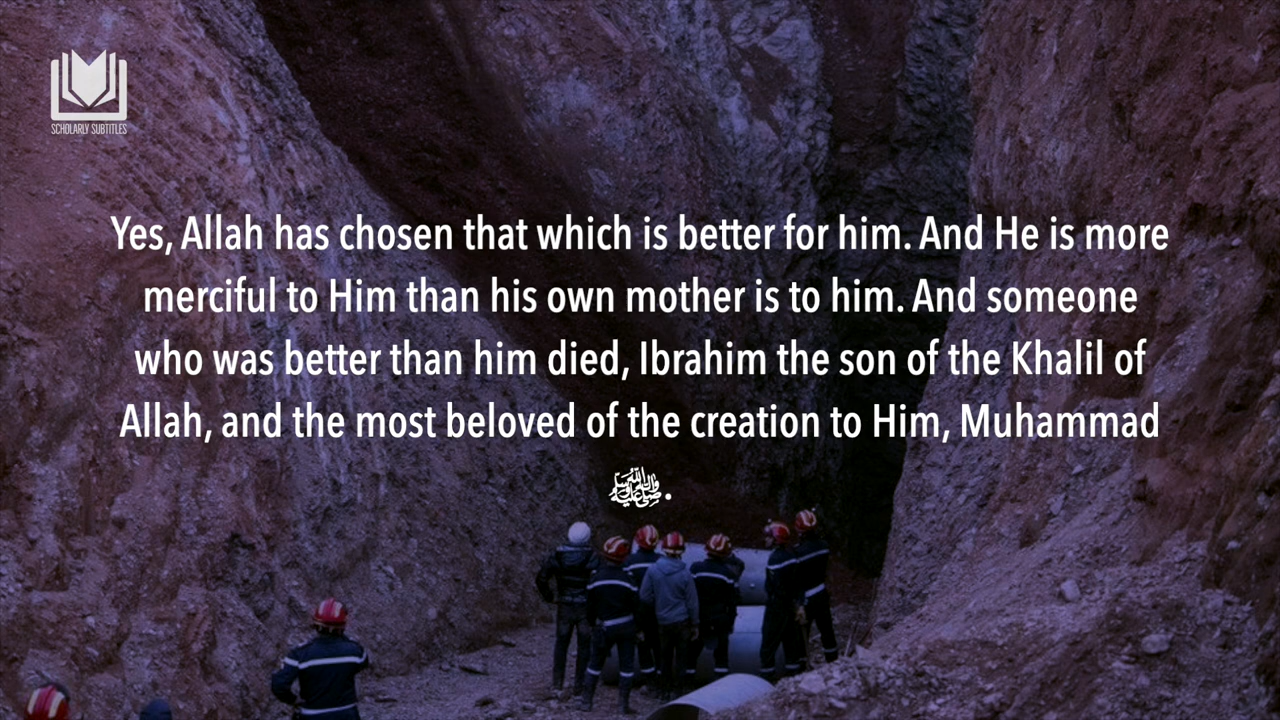 SCHOLARLY SUBTITLES
Yes, Allah has chosen that which is better for him. And He is more
merciful to Him than his own mother is to him. And someone
who was better than him died, Ibrahim the son of the Khalil of
Allah, and the most beloved of the creation to Him, Muhammad
ﷺ.